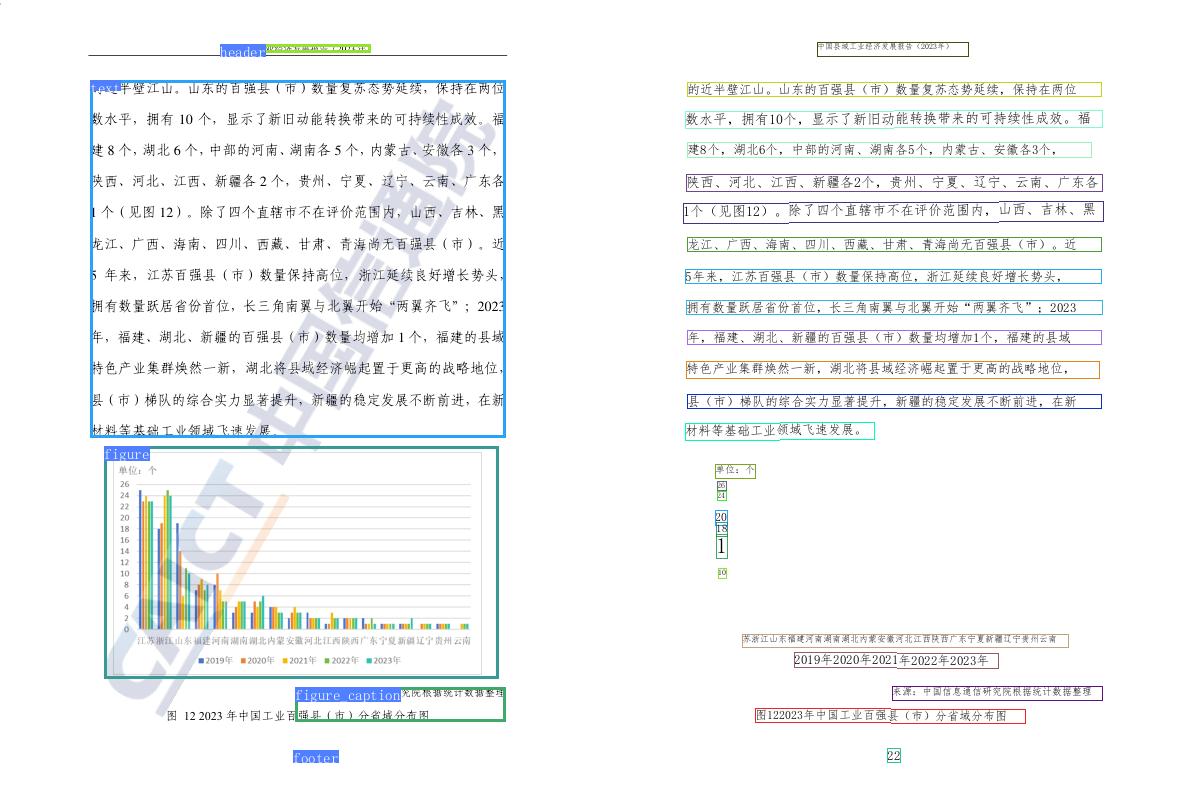 header
text半壁江山。山东的百强县（市）数量复苏态势延续，保持在两位
数水平，拥有 10 个，显示了新旧动能转换带来的可持续性成效。福
建 8 个，湖北 6 个，中部的河南、湖南各 5 个，内蒙古、安徽各 3 个，
陕西、河北、江西、新疆各 2 个，贵州、宁夏、辽宁、云南、广东各
1 个（见图 12）。除了四个直辖市不在评价范围内，山西、吉林、黑
龙江、广西、海南、四川、西藏、甘肃、青海尚无百强县（市）。近
5 年来，江苏百强县（市）数量保持高位，浙江延续良好增长势头，
拥有数量跃居省份首位，长三角南翼与北翼开始“两翼齐飞”；2023
年，福建、湖北、新疆的百强县（市）数量均增加 1 个，福建的县域
特色产业集群焕然一新，湖北将县域经济崛起置于更高的战略地位，
县（市）梯队的综合实力显著提升，新疆的稳定发展不断前进，在新
材料等基础工业领域飞速发展。
figure
单位：个
26
24
22
20
18
16
14
12
10
8
6
4
2
0
江苏浙江山东福建河南湖南湖北内蒙安徽河北江西陕西广东宁夏新疆辽宁贵州云南
2019年 2020年 2021年 2022年 2023年
figure_caption究院根据统计数据整理
图 12 2023 年中国工业百强县（市）分省域分布图
footer
CAICT 中国信通院
中国县域工业经济发展报告（2023年）
的近半壁江山。山东的百强县（市）数量复苏态势延续，保持在两位
数水平，拥有10个，显示了新旧动能转换带来的可持续性成效。福
建8个，湖北6个，中部的河南、湖南各5个，内蒙古、安徽各3个，
陕西、河北、江西、新疆各2个，贵州、宁夏、辽宁、云南、广东各
1个（见图12）。除了四个直辖市不在评价范围内，山西、吉林、黑
龙江、广西、海南、四川、西藏、甘肃、青海尚无百强县（市）。近
5年来，江苏百强县（市）数量保持高位，浙江延续良好增长势头，
拥有数量跃居省份首位，长三角南翼与北翼开始“两翼齐飞”；2023
年，福建、湖北、新疆的百强县（市）数量均增加1个，福建的县域
特色产业集群焕然一新，湖北将县域经济崛起置于更高的战略地位，
县（市）梯队的综合实力显著提升，新疆的稳定发展不断前进，在新
材料等基础工业领域飞速发展。
单位：个
26
24
20
18
1
10
苏浙江山东福建河南湖南湖北内蒙安徽河北江西陕西广东宁夏新疆辽宁贵州云南
2019年2020年2021年2022年2023年
来源：中国信息通信研究院根据统计数据整理
图122023年中国工业百强县（市）分省域分布图
22